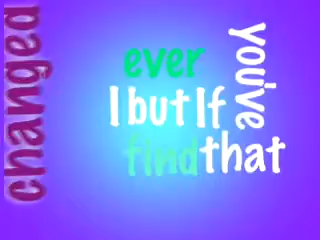 changed
ever
I but If
you've
find that